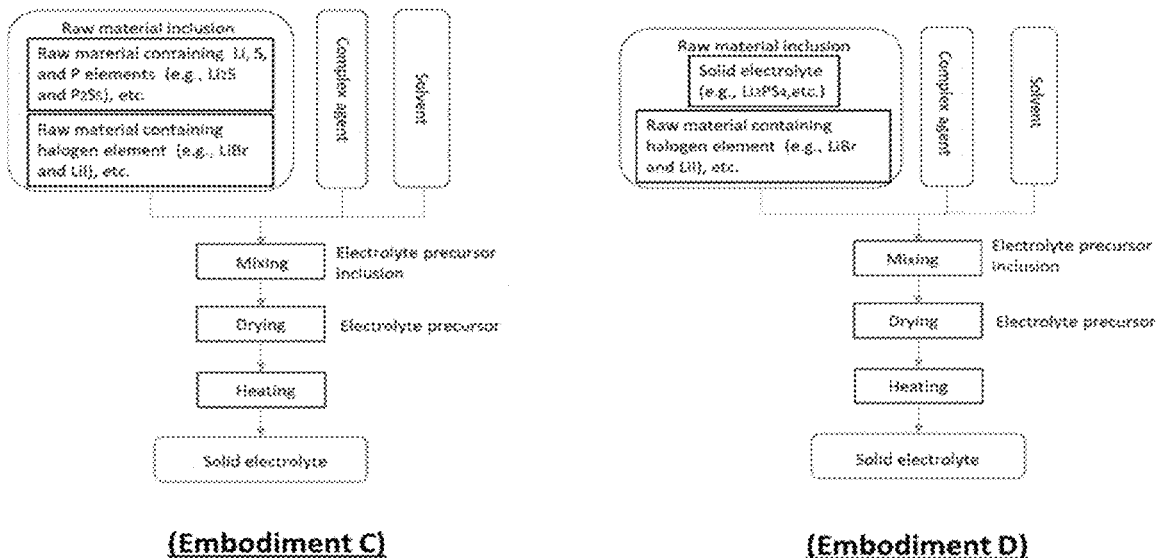 Raw material inclusion
Raw material containing Li, S,
and P elements (e.g., Li2S
and P2S5), etc.
Raw material containing
halogen element (e.g., LiBr
and LiI), etc.
Complex agent
Solvent
Mixing
Electrolyte precursor
inclusion
Drying
Electrolyte precursor
Heating
Solid electrolyte
(Embodiment C)
Raw material inclusion
Solid electrolyte
(e.g., Li3PS4,etc.)
Raw material containing
halogen element (e.g., LiBr
and LiI), etc.
Complex agent
Solvent
Mixing
Electrolyte precursor
inclusion
Drying
Electrolyte precursor
Heating
Solid electrolyte
(Embodiment D)